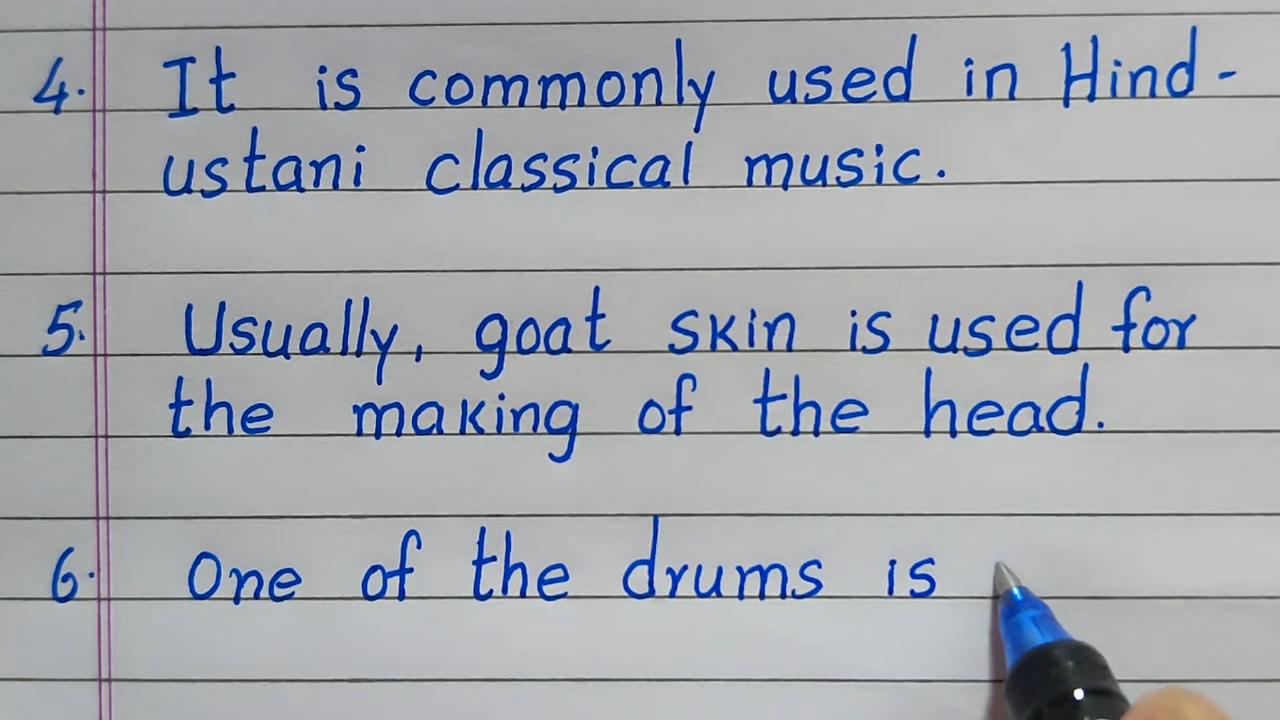 4. It is commonly used in Hind-
ustani classical music.
5. Usually, goat skin is used for
the making of the head.
6. One of the drums is